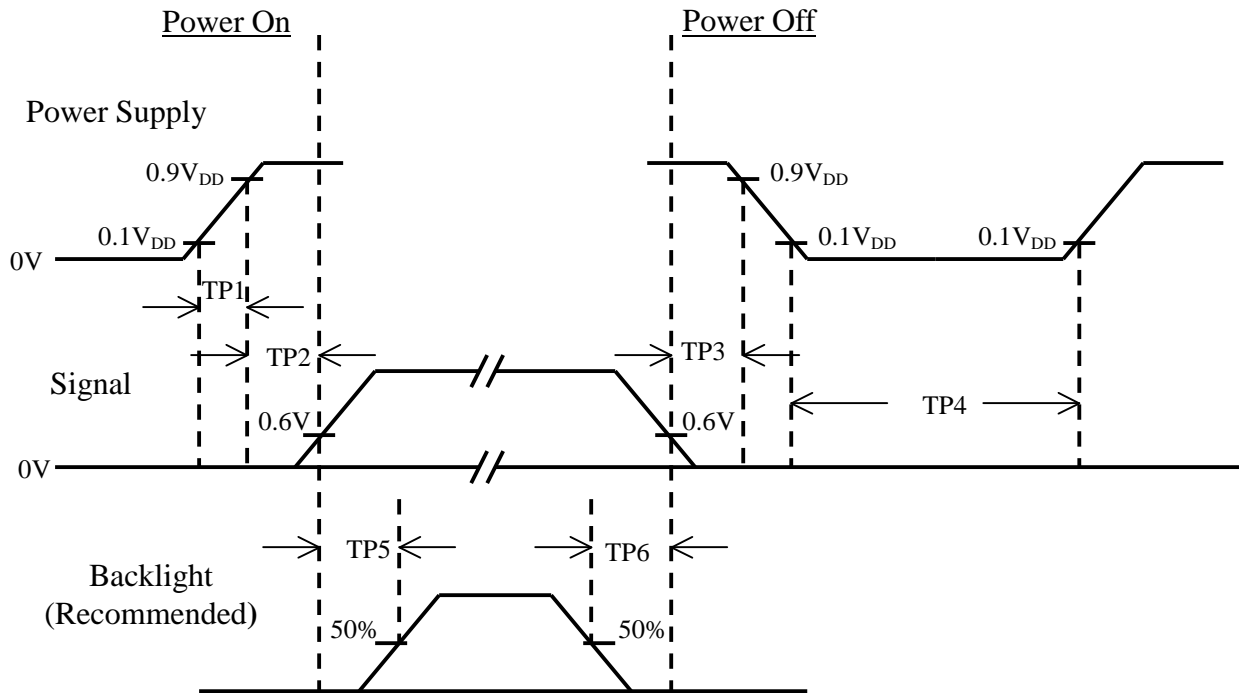 Power On
Power Off
Power Supply
0.9VDD
0.9VDD
0.1VDD
0.1VDD
0.1VDD
0V
TP1
TP2
TP3
Signal
TP4
0.6V
0.6V
0V
TP5
TP6
Backlight
(Recommended)
50%
50%